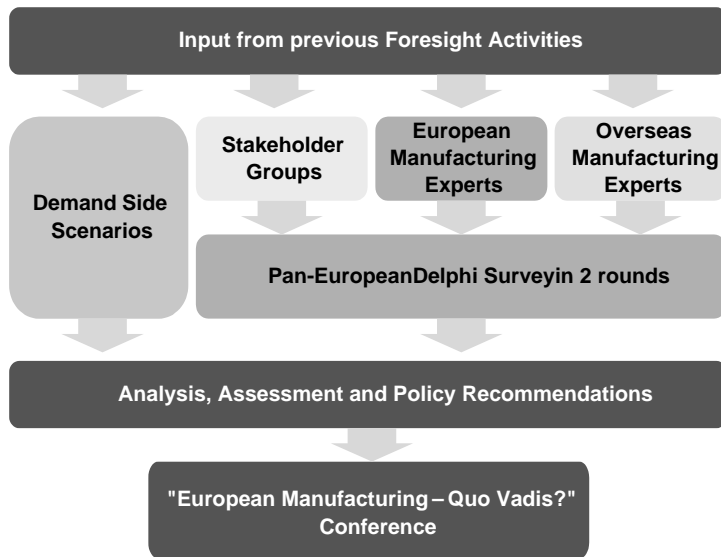 Input from previous Foresight Activities
Demand Side
Scenarios
Stakeholder
Groups
European
Manufacturing
Experts
Overseas
Manufacturing
Experts
Pan-EuropeanDelphi Surveyin 2 rounds
Analysis, Assessment and Policy Recommendations
"European Manufacturing – Quo Vadis?"
Conference